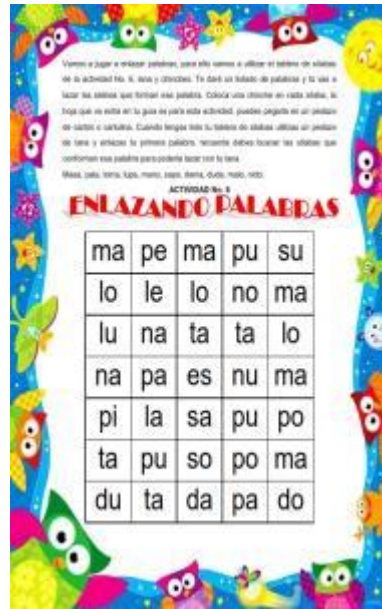 Vamos a jugar a enlazar palabras, para ello vamos a utilizar el tablero de sílabas
de la actividad No. 6, lana y chinches. Te daré un listado de palabras y tú vas a
lazar las sílabas que forman esa palabra. Coloca una chinche en cada sílaba, la
hoja que va estar en tu guía es para esta actividad, puedes pegarla en un pedazo
de cartón o cartulina. Cuando tengas listo tu tablero de sílabas utilizas un pedazo
de lana y enlazas tu primera palabra, recuerda debes buscar las sílabas que
conforman esa palabra para poderla lazar con tu lana.
Mesa, pala, loma, lupa, mano, sapo, dama, duda, malo, nido.
ACTIVIDAD No. 6
ENLAZANDO PALABRAS
ma pe ma pu su
lo le lo no ma
lu na ta ta lo
na pa es nu ma
pi la sa pu po
ta pu so po ma
du ta da pa do